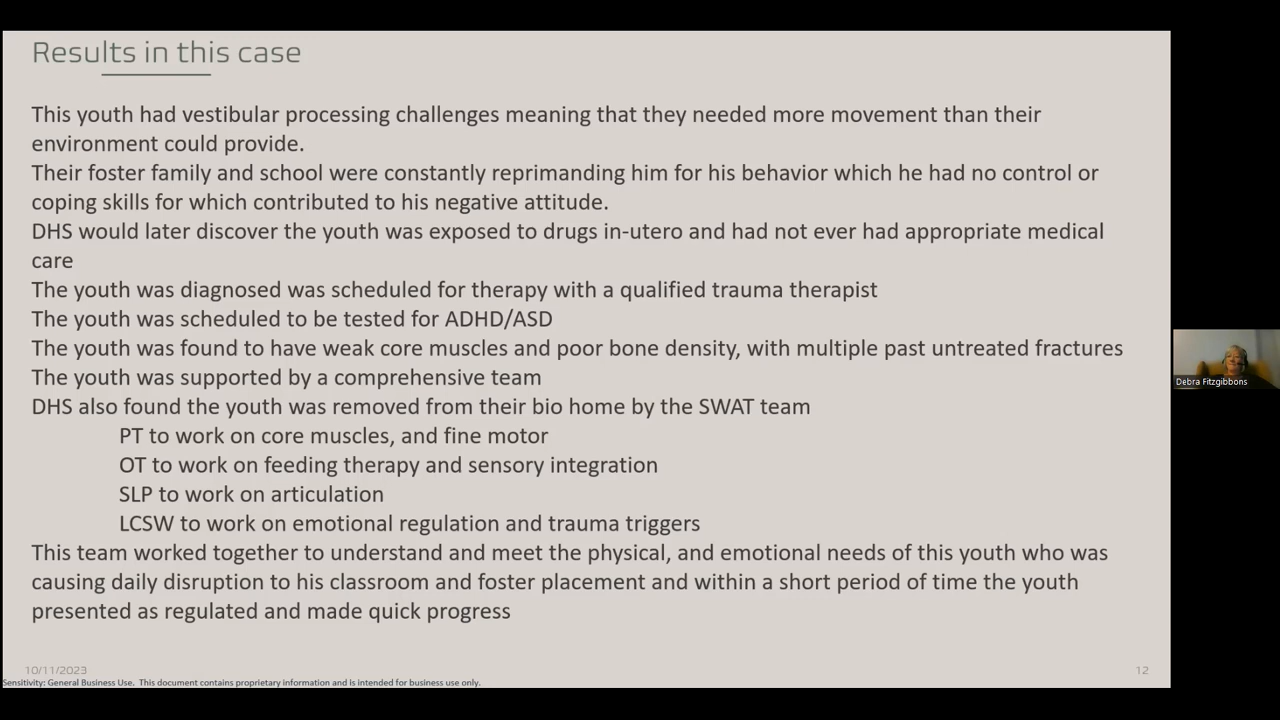 Results in this case
This youth had vestibular processing challenges meaning that they needed more movement than their
environment could provide.
Their foster family and school were constantly reprimanding him for his behavior which he had no control or
coping skills for which contributed to his negative attitude.
DHS would later discover the youth was exposed to drugs in-utero and had not ever had appropriate medical
care
The youth was diagnosed was scheduled for therapy with a qualified trauma therapist
The youth was scheduled to be tested for ADHD/ASD
The youth was found to have weak core muscles and poor bone density, with multiple past untreated fractures
The youth was supported by a comprehensive team
DHS also found the youth was removed from their bio home by the SWAT team
PT to work on core muscles, and fine motor
OT to work on feeding therapy and sensory integration
SLP to work on articulation
LCSW to work on emotional regulation and trauma triggers
This team worked together to understand and meet the physical, and emotional needs of this youth who was
causing daily disruption to his classroom and foster placement and within a short period of time the youth
presented as regulated and made quick progress
10/11/2023
12
Sensitivity: General Business Use. This document contains proprietary information and is intended for business use only.
Debra Fitzgibbons